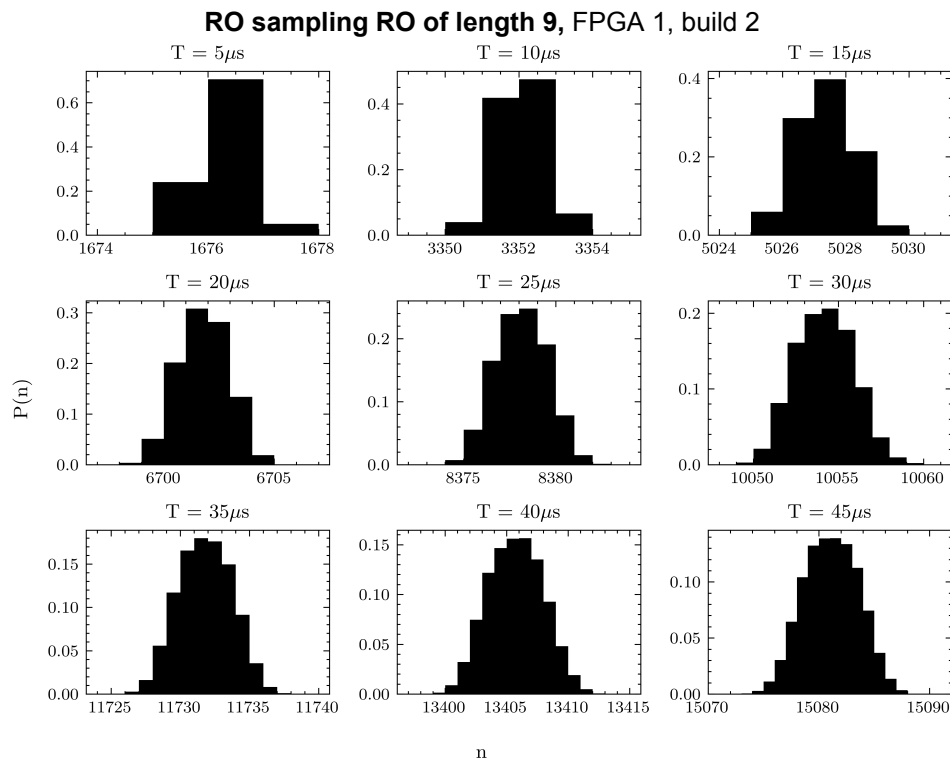 RO sampling RO of length 9, FPGA 1, build 2
T = 5μs
T = 10μs
T = 15μs
0.6
0.4
0.2
0.0
1674 1676 1678
0.4
0.2
0.0
3350 3352 3354
0.4
0.2
0.0
5024 5026 5028 5030
T = 20μs
T = 25μs
T = 30μs
P(n)
0.3
0.2
0.1
0.0
6700 6705
0.2
0.1
0.0
8375 8380
0.2
0.1
0.0
10050 10055 10060
T = 35μs
T = 40μs
T = 45μs
0.15
0.10
0.05
0.00
11725 11730 11735 11740
0.15
0.10
0.05
0.00
13400 13405 13410 13415
0.10
0.05
0.00
15070 15080 15090
n